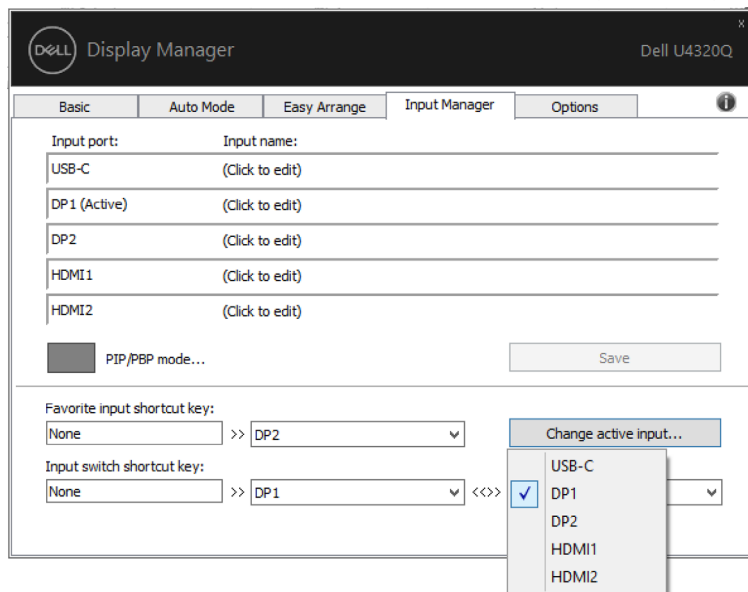 DELL Display Manager
Dell U4320Q
Basic Auto Mode Easy Arrange Input Manager Options
Input port: Input name:
USB-C (Click to edit)
DP1 (Active) (Click to edit)
DP2 (Click to edit)
HDMI1 (Click to edit)
HDMI2 (Click to edit)
PIP/PBP mode... Save
Favorite input shortcut key:
None >> DP2 Change active input...
Input switch shortcut key:
None >> DP1 <<>>
USB-C
DP1
DP2
HDMI1
HDMI2